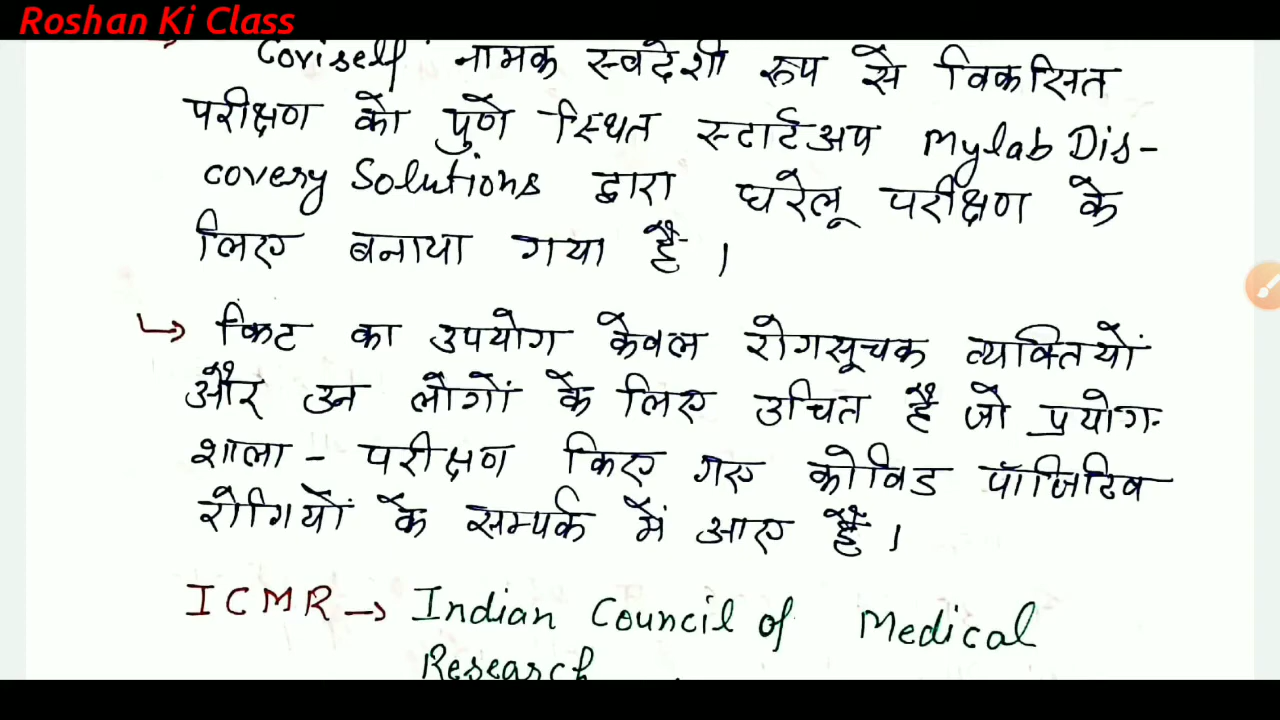 Roshan Ki Class
Coviself नामक स्वदेशी रूप से विकसित
परीक्षण को पुणे स्थित स्टार्टअप Mylab Dis-
covery Solutions द्वारा घरेलू परीक्षण के
लिए बनाया गया है ।
↳ किट का उपयोग केवल रोगसूचक व्यक्तियों
और उन लोगों के लिए उचित है जो प्रयोग-
शाला - परीक्षण किए गए कोविड पॉजिटिव
रोगियों के सम्पर्क में आए हैं ।
ICMR → Indian Council of Medical
Research